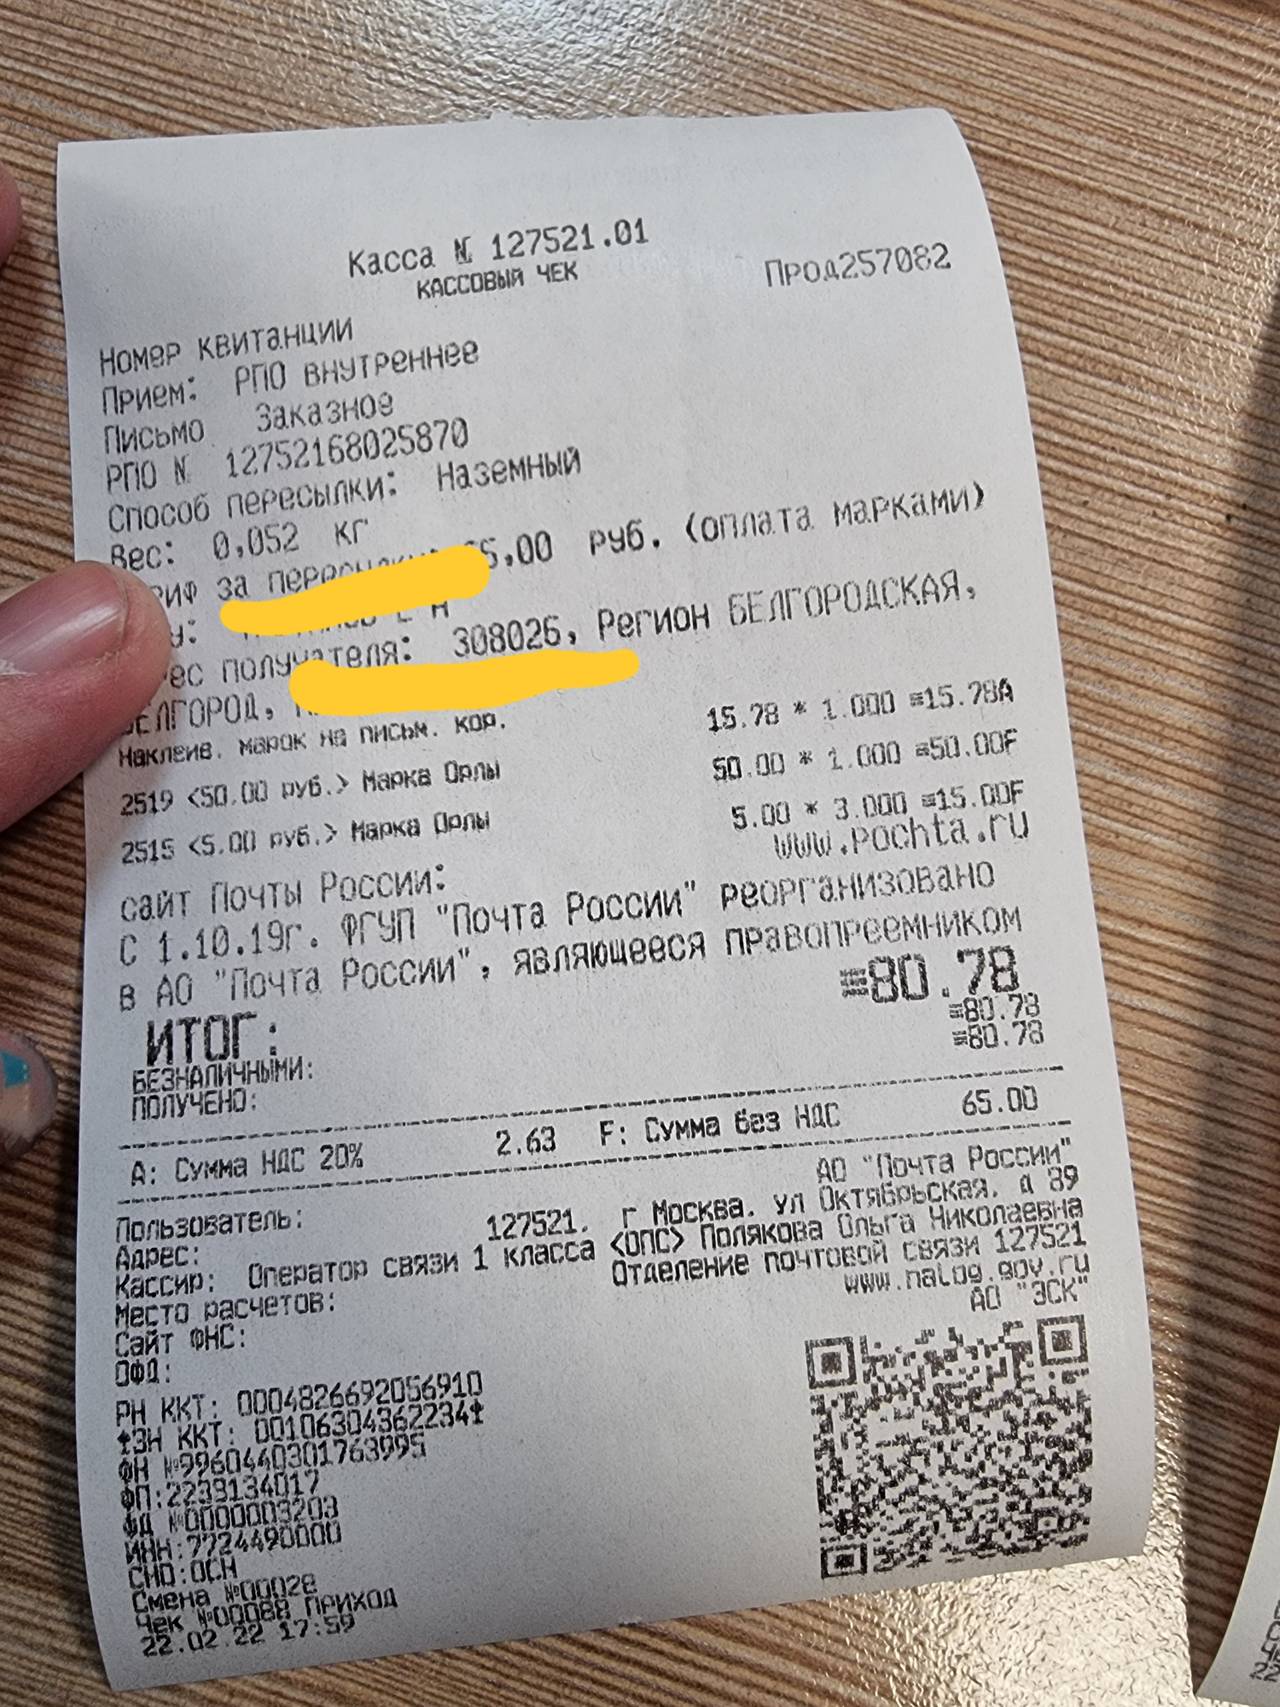 Касса № 127521.01
КАССОВЫЙ ЧЕК
Прод257082
Номер квитанции
Прием: РПО внутреннее
Письмо Заказное
РПО № 12752168025870
Способ пересылки: Наземный
Вес: 0,052 кг
за 5,00 руб. (оплата марками)
получателя: 308026, Регион БЕЛГОРОДСКАЯ,
БЕЛГОРОД,
Наклеив. марок на письм. кор. 15.78 * 1.000 ≡15.78А
2519 <50.00 руб.> Марка Орлы 50.00 * 1.000 ≡50.00F
2515 <5.00 руб.> Марка Орлы 5.00 * 3.000 ≡15.00F
сайт Почты России: www.pochta.ru
С 1.10.19г. ФГУП "Почта России" реорганизовано
в АО "Почта России", являющееся правопреемником
ИТОГ: ≡80.78
БЕЗНАЛИЧНЫМИ: ≡80.78
ПОЛУЧЕНО: ≡80.78
А: Сумма НДС 20% 2.63 F: Сумма без НДС 65.00
Пользователь: АО "Почта России"
Адрес: 127521, г Москва, ул Октябрьская, д 89
Кассир: Оператор связи 1 класса <ОПС> Полякова Ольга Николаевна
Место расчетов: Отделение почтовой связи 127521
Сайт ФНС: www.nalog.gov.ru
ОФД: АО "ЭСК"
РН ККТ: 0004826692056910
ЗН ККТ: 00106304362234
ФН №9960440301763995
ФП:2239134017
ФД №0000003203
ИНН:7724490000
СНО:ОСН
Смена №00028
Чек №00088 ПРИХОД
22.02.22 17:59